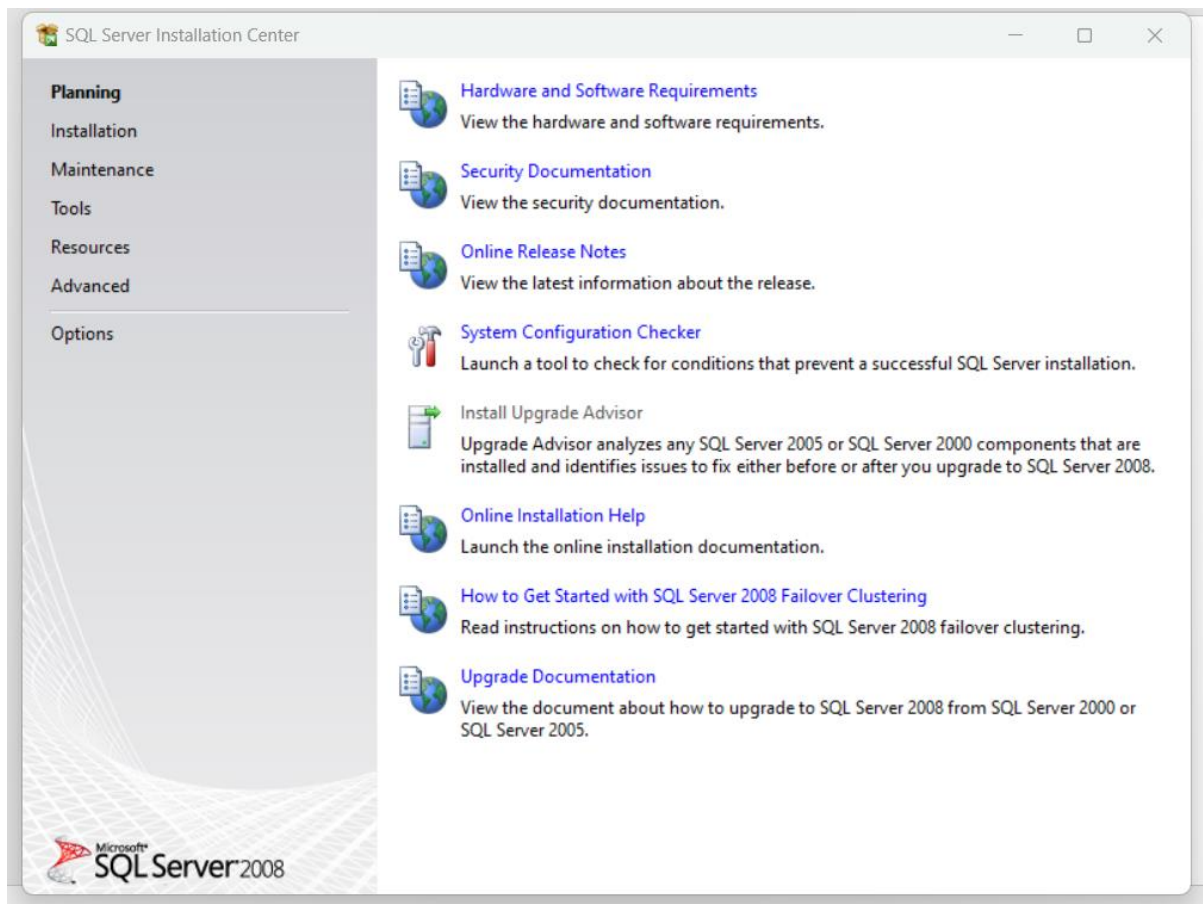 SQL Server Installation Center
Planning
Installation
Maintenance
Tools
Resources
Advanced
Options
Hardware and Software Requirements
View the hardware and software requirements.
Security Documentation
View the security documentation.
Online Release Notes
View the latest information about the release.
System Configuration Checker
Launch a tool to check for conditions that prevent a successful SQL Server installation.
Install Upgrade Advisor
Upgrade Advisor analyzes any SQL Server 2005 or SQL Server 2000 components that are
installed and identifies issues to fix either before or after you upgrade to SQL Server 2008.
Online Installation Help
Launch the online installation documentation.
How to Get Started with SQL Server 2008 Failover Clustering
Read instructions on how to get started with SQL Server 2008 failover clustering.
Upgrade Documentation
View the document about how to upgrade to SQL Server 2008 from SQL Server 2000 or
SQL Server 2005.
Microsoft®
SQL Server 2008